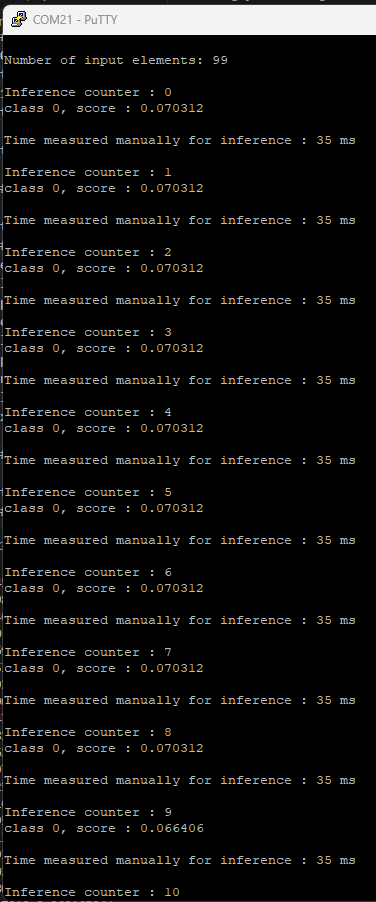 COM21 - PuTTY
Number of input elements: 99
Inference counter : 0
class 0, score : 0.070312
Time measured manually for inference : 35 ms
Inference counter : 1
class 0, score : 0.070312
Time measured manually for inference : 35 ms
Inference counter : 2
class 0, score : 0.070312
Time measured manually for inference : 35 ms
Inference counter : 3
class 0, score : 0.070312
Time measured manually for inference : 35 ms
Inference counter : 4
class 0, score : 0.070312
Time measured manually for inference : 35 ms
Inference counter : 5
class 0, score : 0.070312
Time measured manually for inference : 35 ms
Inference counter : 6
class 0, score : 0.070312
Time measured manually for inference : 35 ms
Inference counter : 7
class 0, score : 0.070312
Time measured manually for inference : 35 ms
Inference counter : 8
class 0, score : 0.070312
Time measured manually for inference : 35 ms
Inference counter : 9
class 0, score : 0.066406
Time measured manually for inference : 35 ms
Inference counter : 10